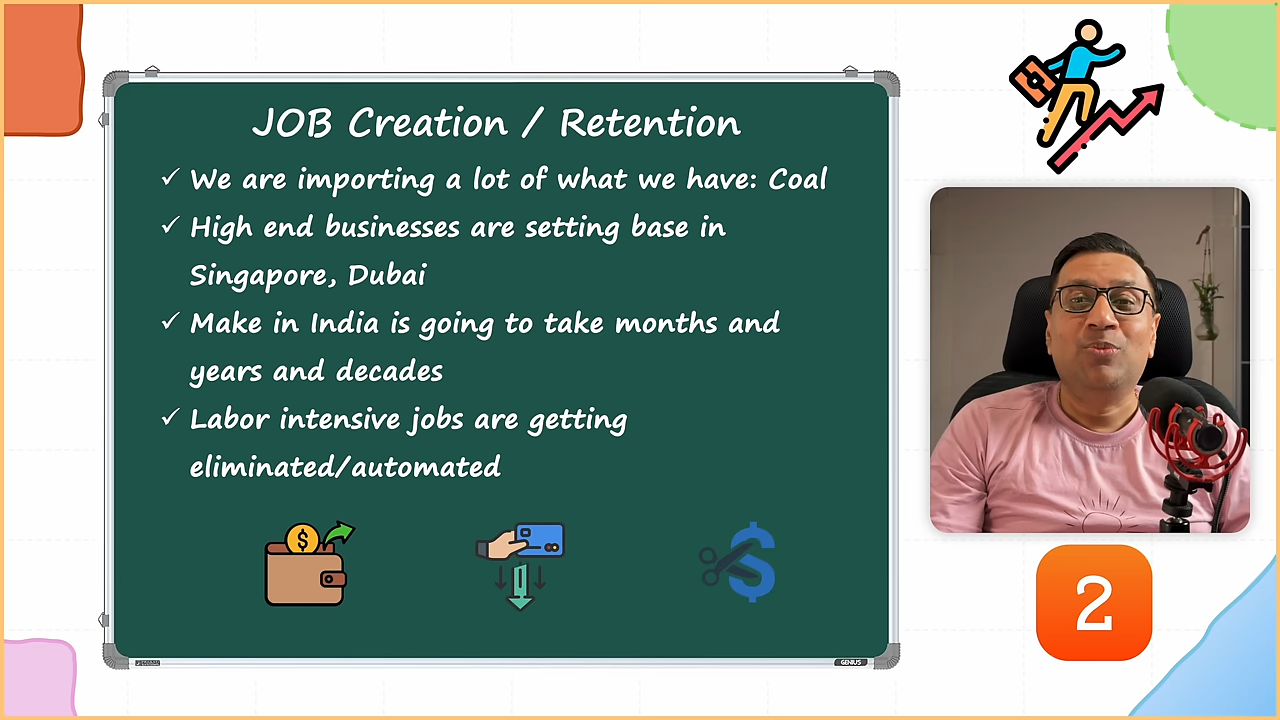 JOB Creation / Retention
✓ We are importing a lot of what we have: Coal
✓ High end businesses are setting base in
Singapore, Dubai
✓ Make in India is going to take months and
years and decades
✓ Labor intensive jobs are getting
eliminated/automated
$
$
2
GENIUS